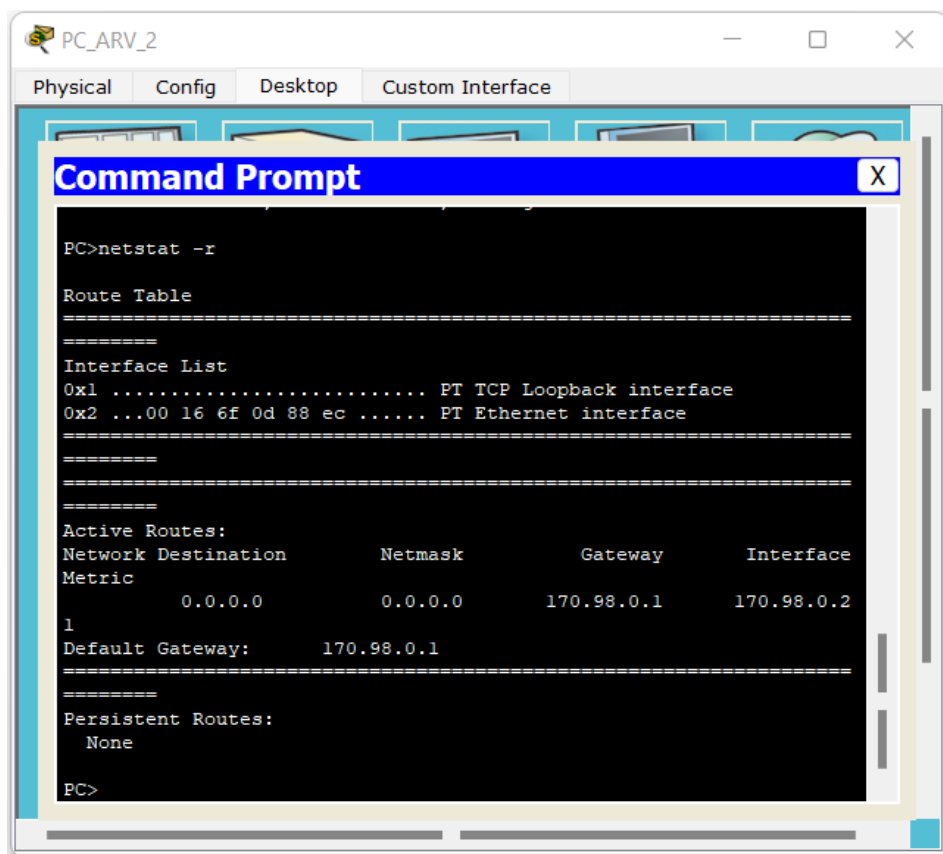 PC_ARV_2
Physical Config Desktop Custom Interface
Command Prompt
X
PC>netstat -r
Route Table
===================================================================
========
Interface List
0x1 ........................... PT TCP Loopback interface
0x2 ...00 16 6f 0d 88 ec ...... PT Ethernet interface
===================================================================
========
===================================================================
========
Active Routes:
Network Destination        Netmask          Gateway       Interface
Metric
          0.0.0.0          0.0.0.0       170.98.0.1      170.98.0.2
1
Default Gateway:      170.98.0.1
===================================================================
========
Persistent Routes:
  None
PC>